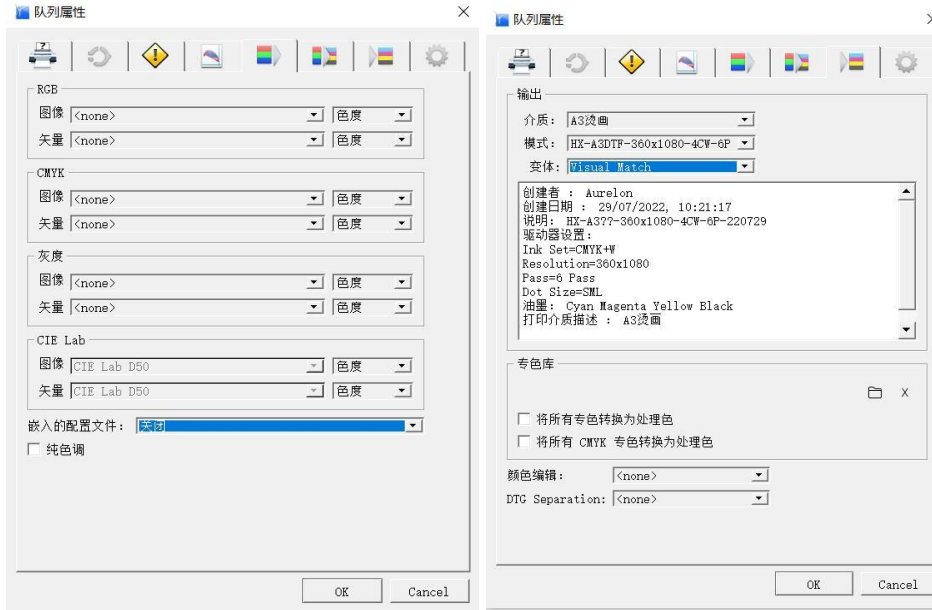 队列属性
RGB
图像 <none> 色度
矢量 <none> 色度
CMYK
图像 <none> 色度
矢量 <none> 色度
灰度
图像 <none> 色度
矢量 <none> 色度
CIE Lab
图像 CIE Lab D50 色度
矢量 CIE Lab D50 色度
嵌入的配置文件: 关闭
纯色调
OK Cancel
队列属性
输出
介质: A3烫画
模式: HX-A3DTF-360x1080-4CW-6P
变体: Visual Match
创建者 : Aurelon
创建日期 : 29/07/2022, 10:21:17
说明: HX-A3??-360x1080-4CW-6P-220729
驱动器设置:
Ink Set=CMYK+W
Resolution=360x1080
Pass=6 Pass
Dot Size=SML
油墨: Cyan Magenta Yellow Black
打印介质描述 : A3烫画
专色库
X
将所有专色转换为处理色
将所有 CMYK 专色转换为处理色
颜色编辑: <none>
DTG Separation: <none>
OK Cancel